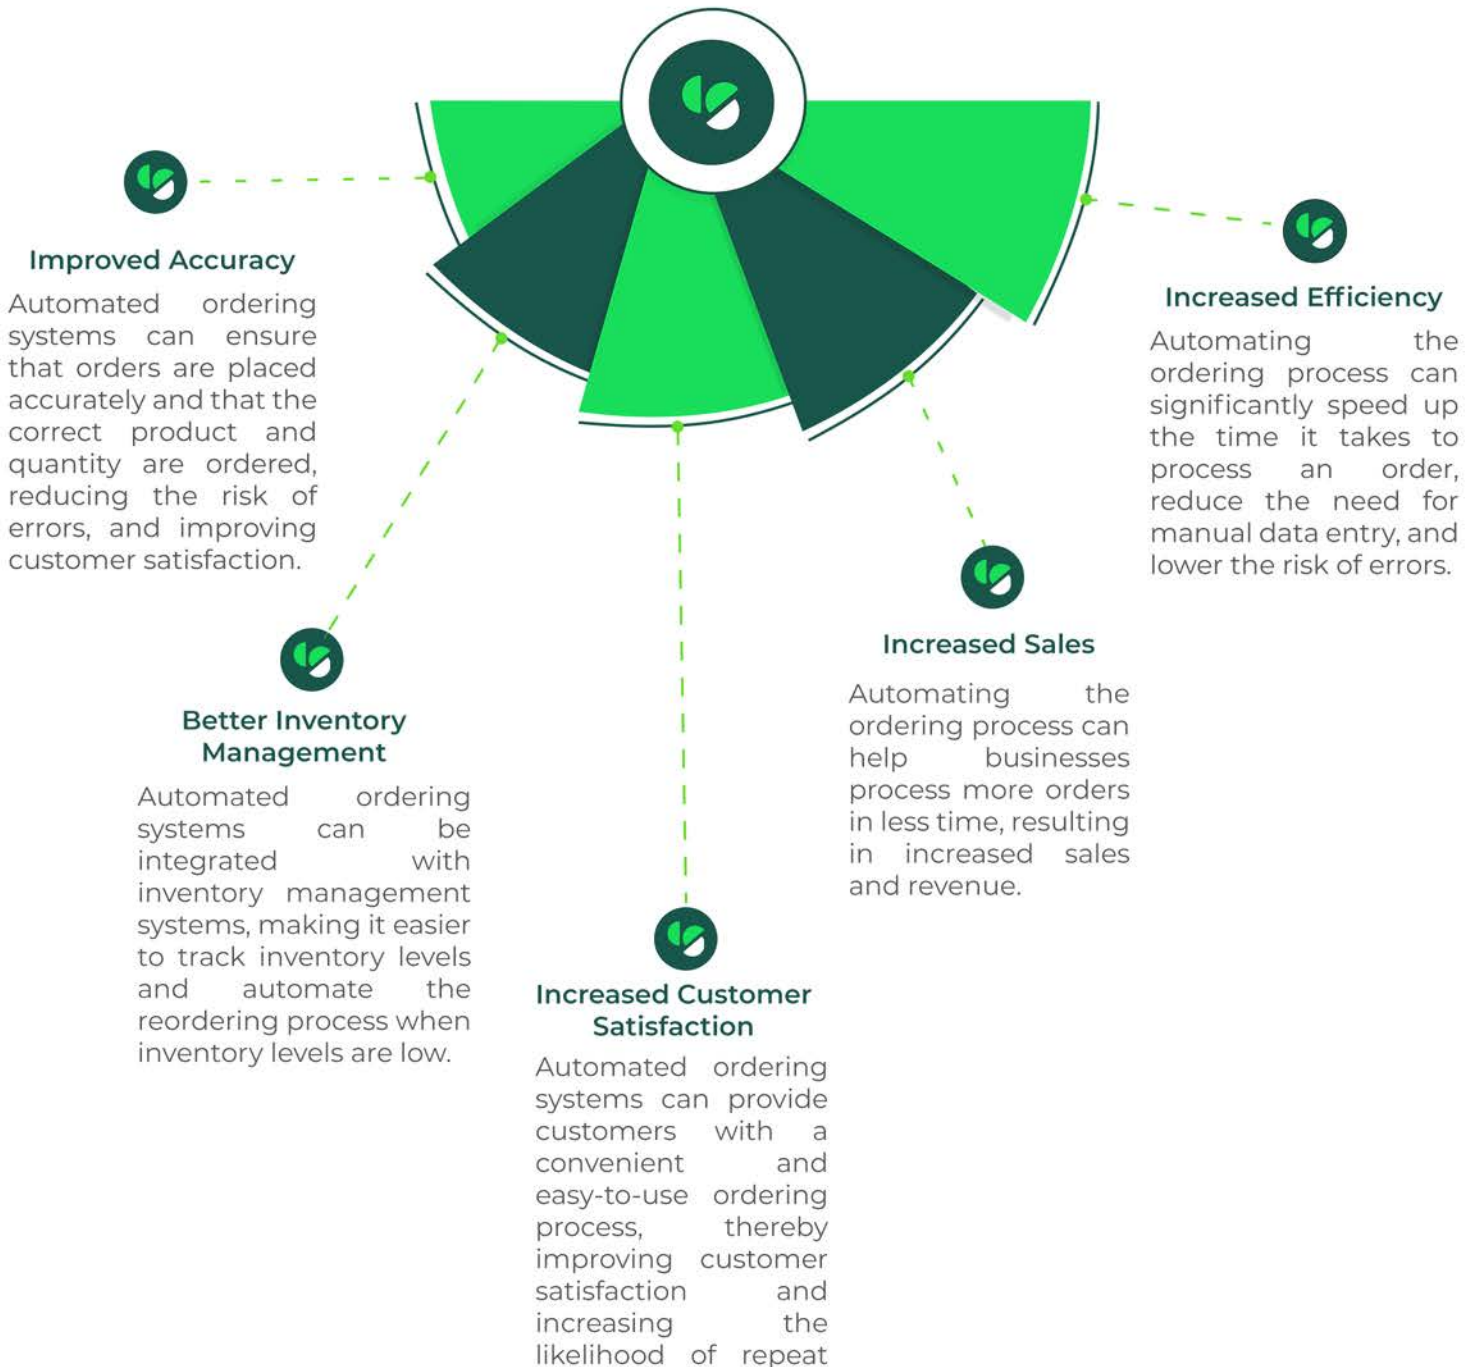 Improved Accuracy
Automated ordering
systems can ensure
that orders are placed
accurately and that the
correct product and
quantity are ordered,
reducing the risk of
errors, and improving
customer satisfaction.
Better Inventory
Management
Automated ordering
systems can be
integrated with
inventory management
systems, making it easier
to track inventory levels
and automate the
reordering process when
inventory levels are low.
Increased Customer
Satisfaction
Automated ordering
systems can provide
customers with a
convenient and
easy-to-use ordering
process, thereby
improving customer
satisfaction and
increasing the
likelihood of repeat
Increased Sales
Automating the
ordering process can
help businesses
process more orders
in less time, resulting
in increased sales
and revenue.
Increased Efficiency
Automating the
ordering process can
significantly speed up
the time it takes to
process an order,
reduce the need for
manual data entry, and
lower the risk of errors.